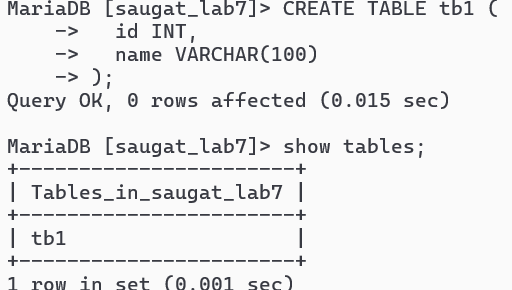 MariaDB [saugat_lab7]> CREATE TABLE tb1 (
    ->   id INT,
    ->   name VARCHAR(100)
    -> );
Query OK, 0 rows affected (0.015 sec)

MariaDB [saugat_lab7]> show tables;
+-----------------------+
| Tables_in_saugat_lab7 |
+-----------------------+
| tb1                   |
+-----------------------+
1 row in set (0.001 sec)